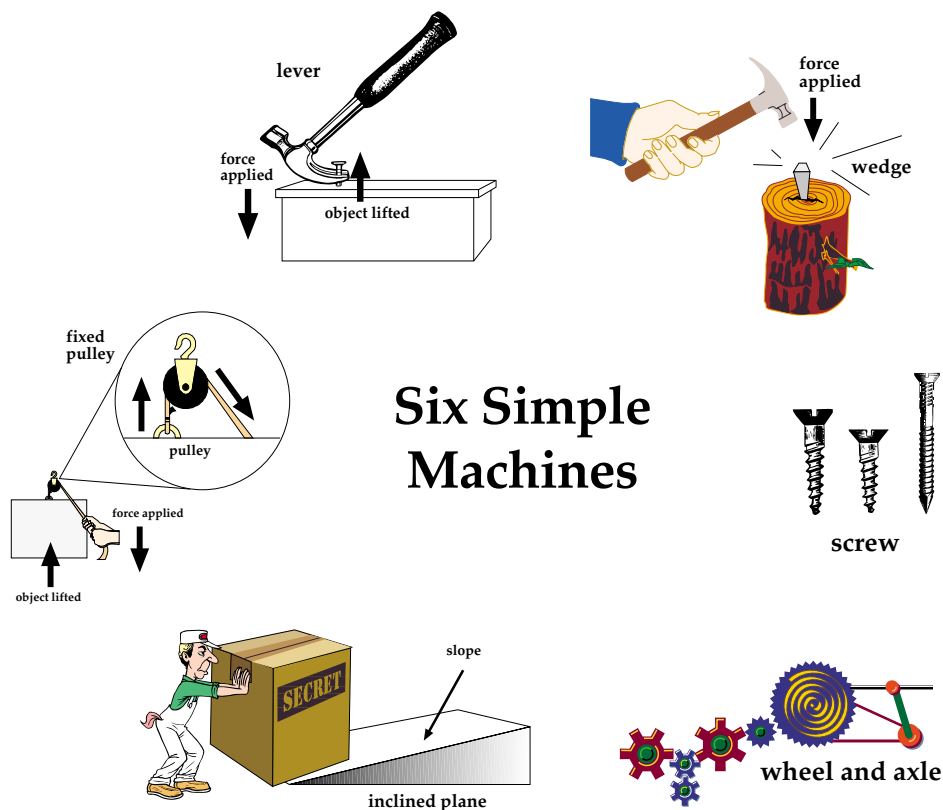 lever
force
applied
object lifted
force
applied
wedge
fixed
pulley
pulley
force applied
object lifted
Six Simple
Machines
screw
SECRET
slope
inclined plane
wheel and axle